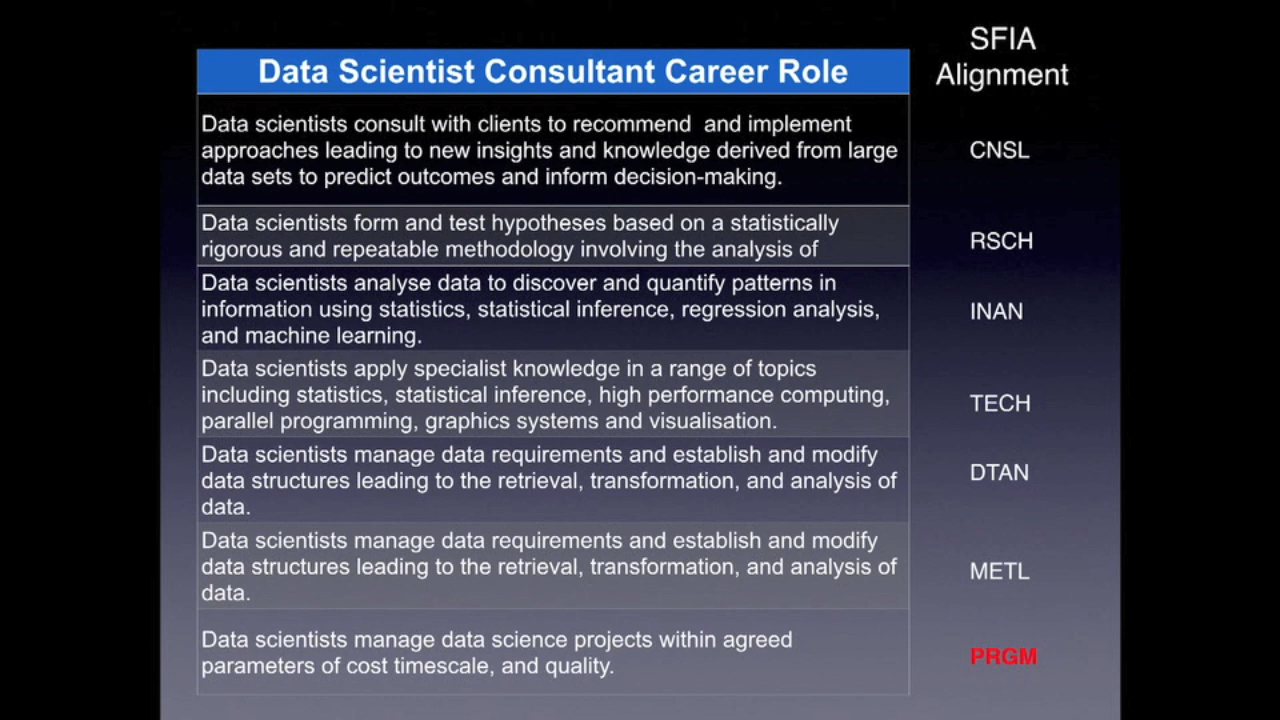 SFIA
Alignment
Data Scientist Consultant Career Role
Data scientists consult with clients to recommend and implement
approaches leading to new insights and knowledge derived from large
data sets to predict outcomes and inform decision-making.
CNSL
Data scientists form and test hypotheses based on a statistically
rigorous and repeatable methodology involving the analysis of
RSCH
Data scientists analyse data to discover and quantify patterns in
information using statistics, statistical inference, regression analysis,
and machine learning.
INAN
Data scientists apply specialist knowledge in a range of topics
including statistics, statistical inference, high performance computing,
parallel programming, graphics systems and visualisation.
TECH
Data scientists manage data requirements and establish and modify
data structures leading to the retrieval, transformation, and analysis of
data.
DTAN
Data scientists manage data requirements and establish and modify
data structures leading to the retrieval, transformation, and analysis of
data.
METL
Data scientists manage data science projects within agreed
parameters of cost timescale, and quality.
PRGM